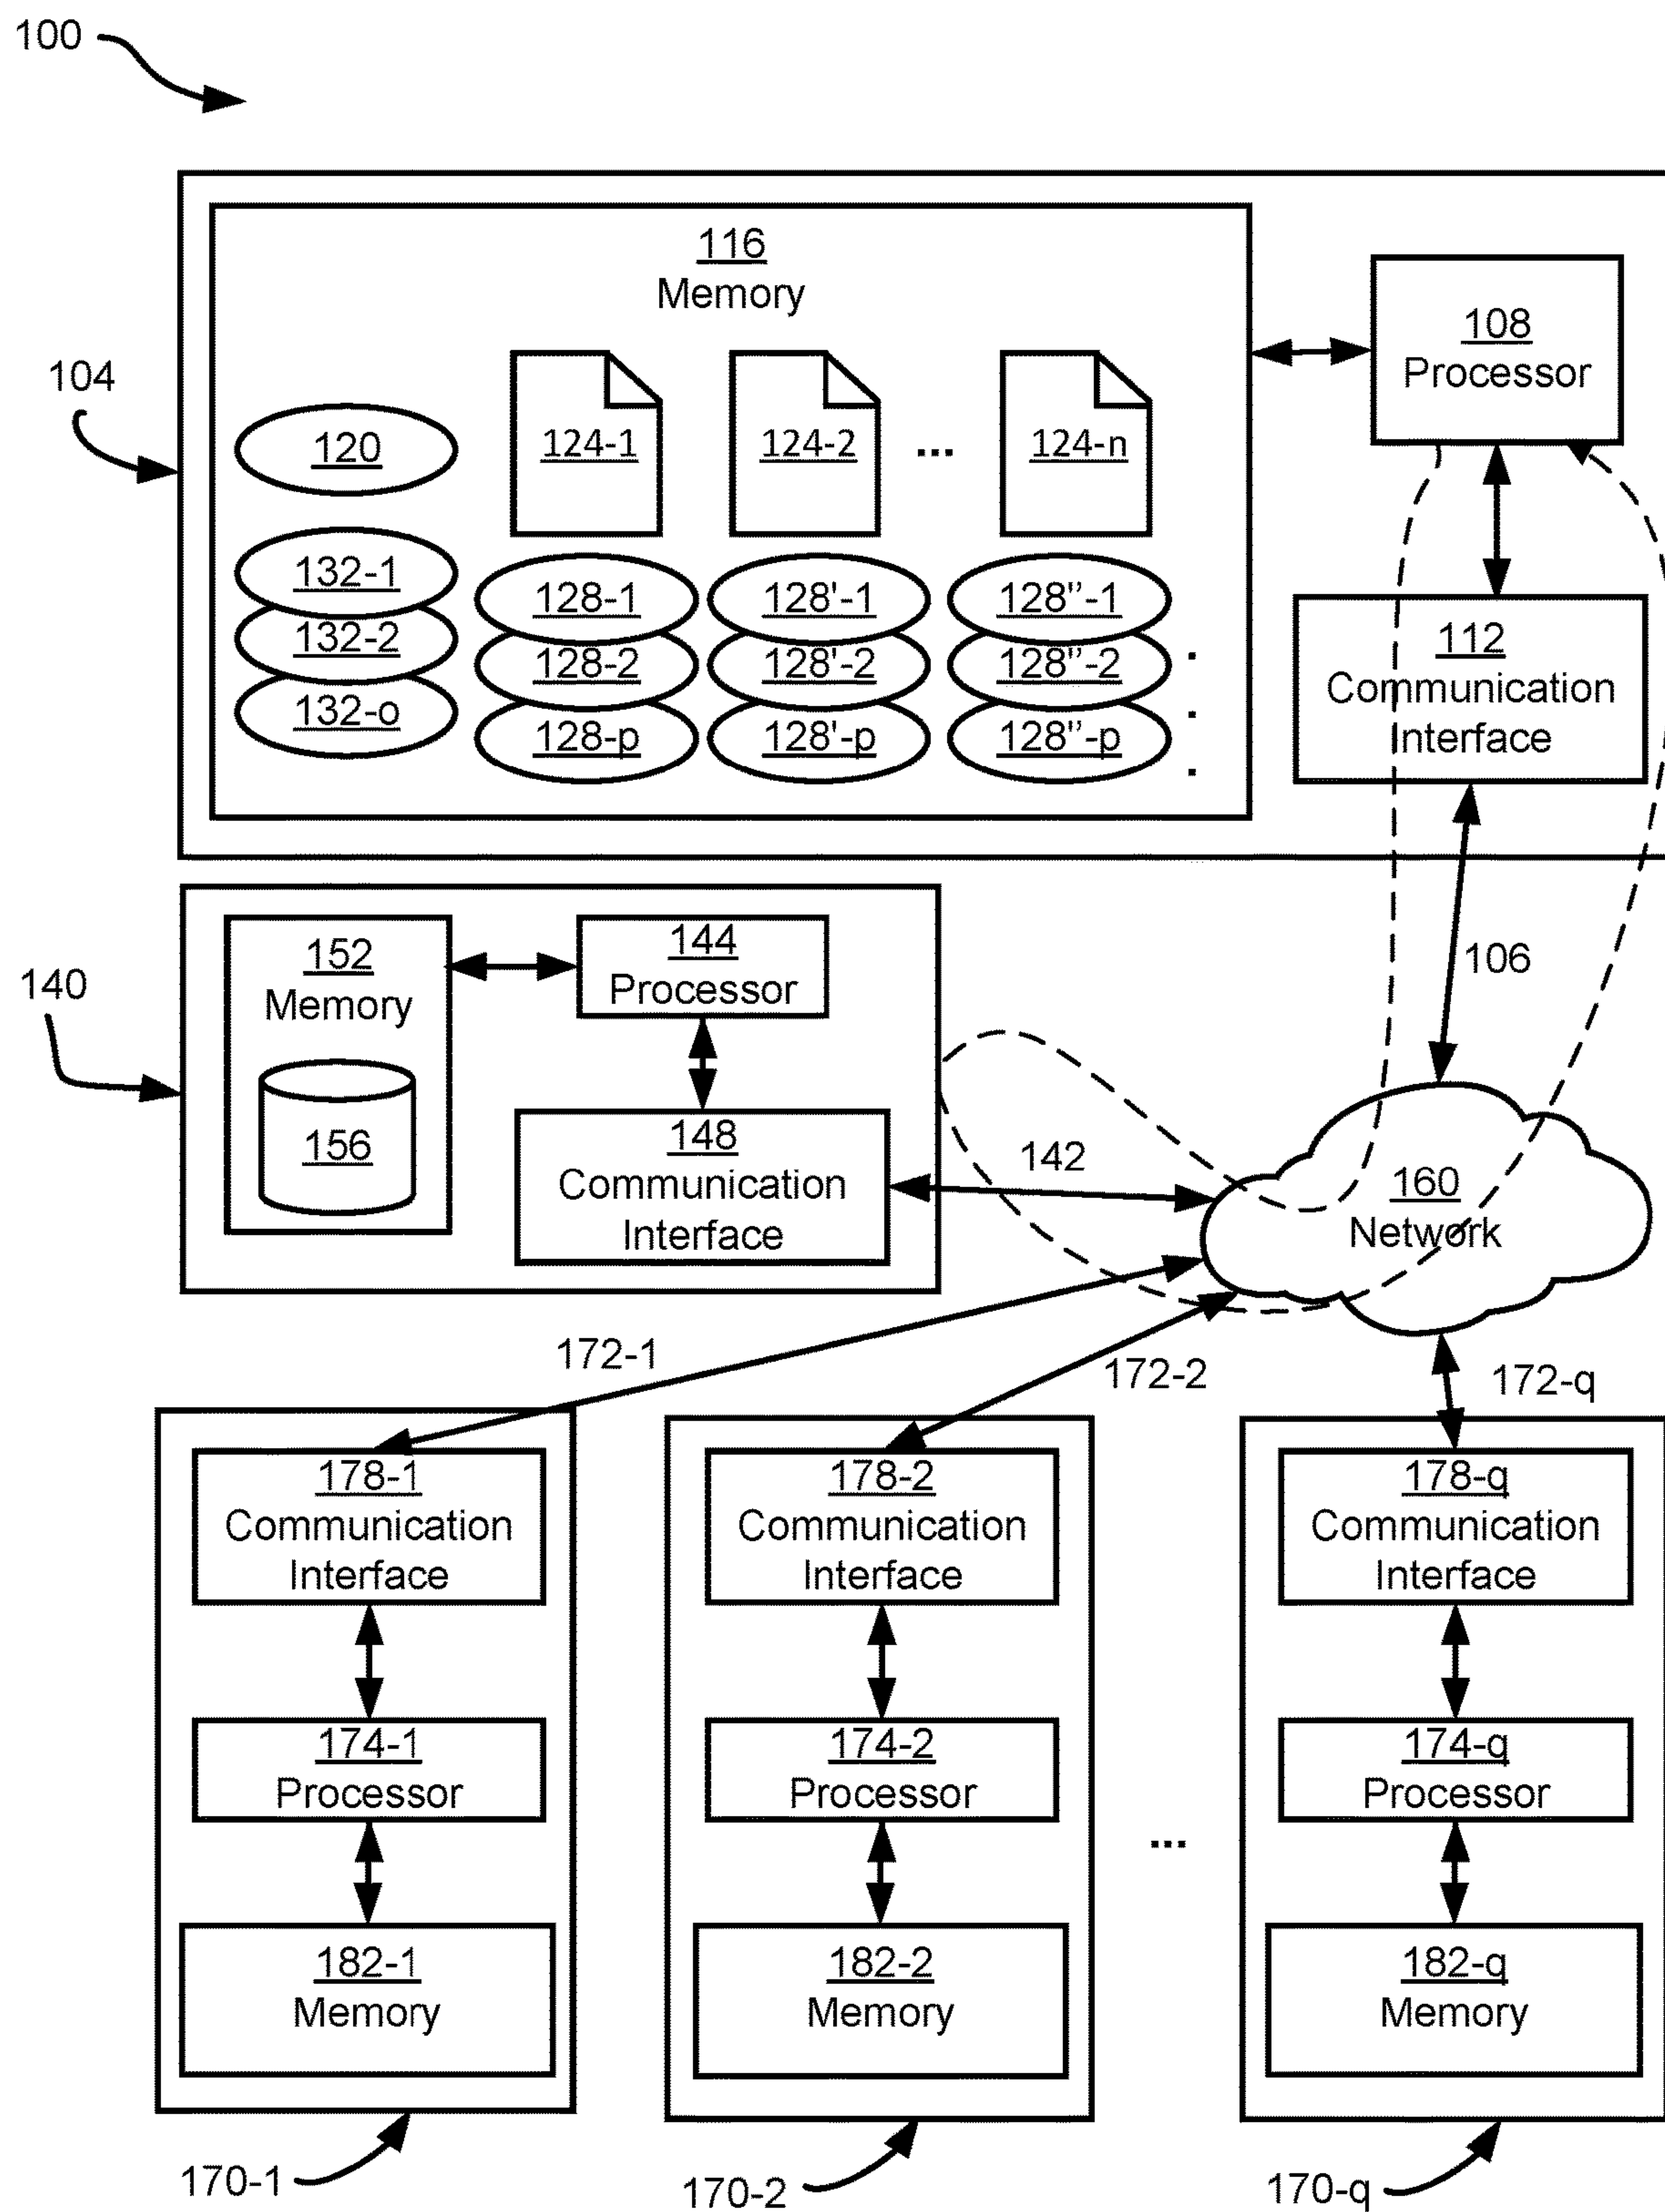 100
116
Memory
108
Processor
104
120
124-1
124-2
...
124-n
132-1
132-2
132-o
128-1
128-2
128-p
128'-1
128'-2
128'-p
128"-1
128"-2
128"-p
.
.
.
112
Communication
Interface
106
140
152
Memory
156
144
Processor
148
Communication
Interface
142
160
Network
172-1
172-2
172-q
178-1
Communication
Interface
174-1
Processor
182-1
Memory
178-2
Communication
Interface
174-2
Processor
182-2
Memory
...
178-q
Communication
Interface
174-q
Processor
182-q
Memory
170-1
170-2
170-q